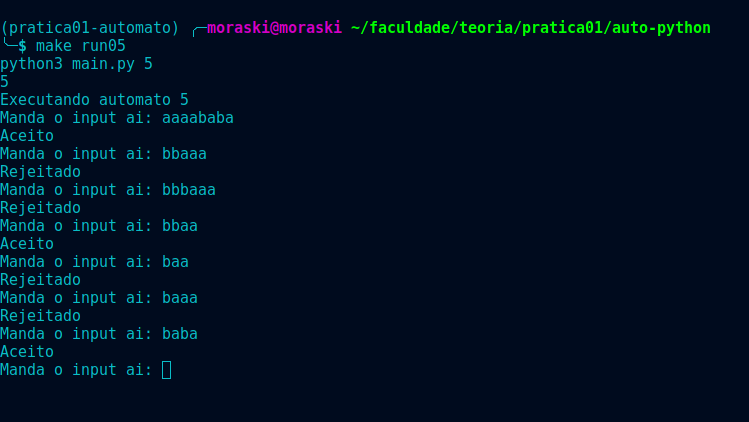 (pratica01-automato) ╭─moraski@moraski ~/faculdade/teoria/pratica01/auto-python
╰─$ make run05
python3 main.py 5
5
Executando automato 5
Manda o input ai: aaaababa
Aceito
Manda o input ai: bbaaa
Rejeitado
Manda o input ai: bbbaaa
Rejeitado
Manda o input ai: bbaa
Aceito
Manda o input ai: baa
Rejeitado
Manda o input ai: baaa
Rejeitado
Manda o input ai: baba
Aceito
Manda o input ai: